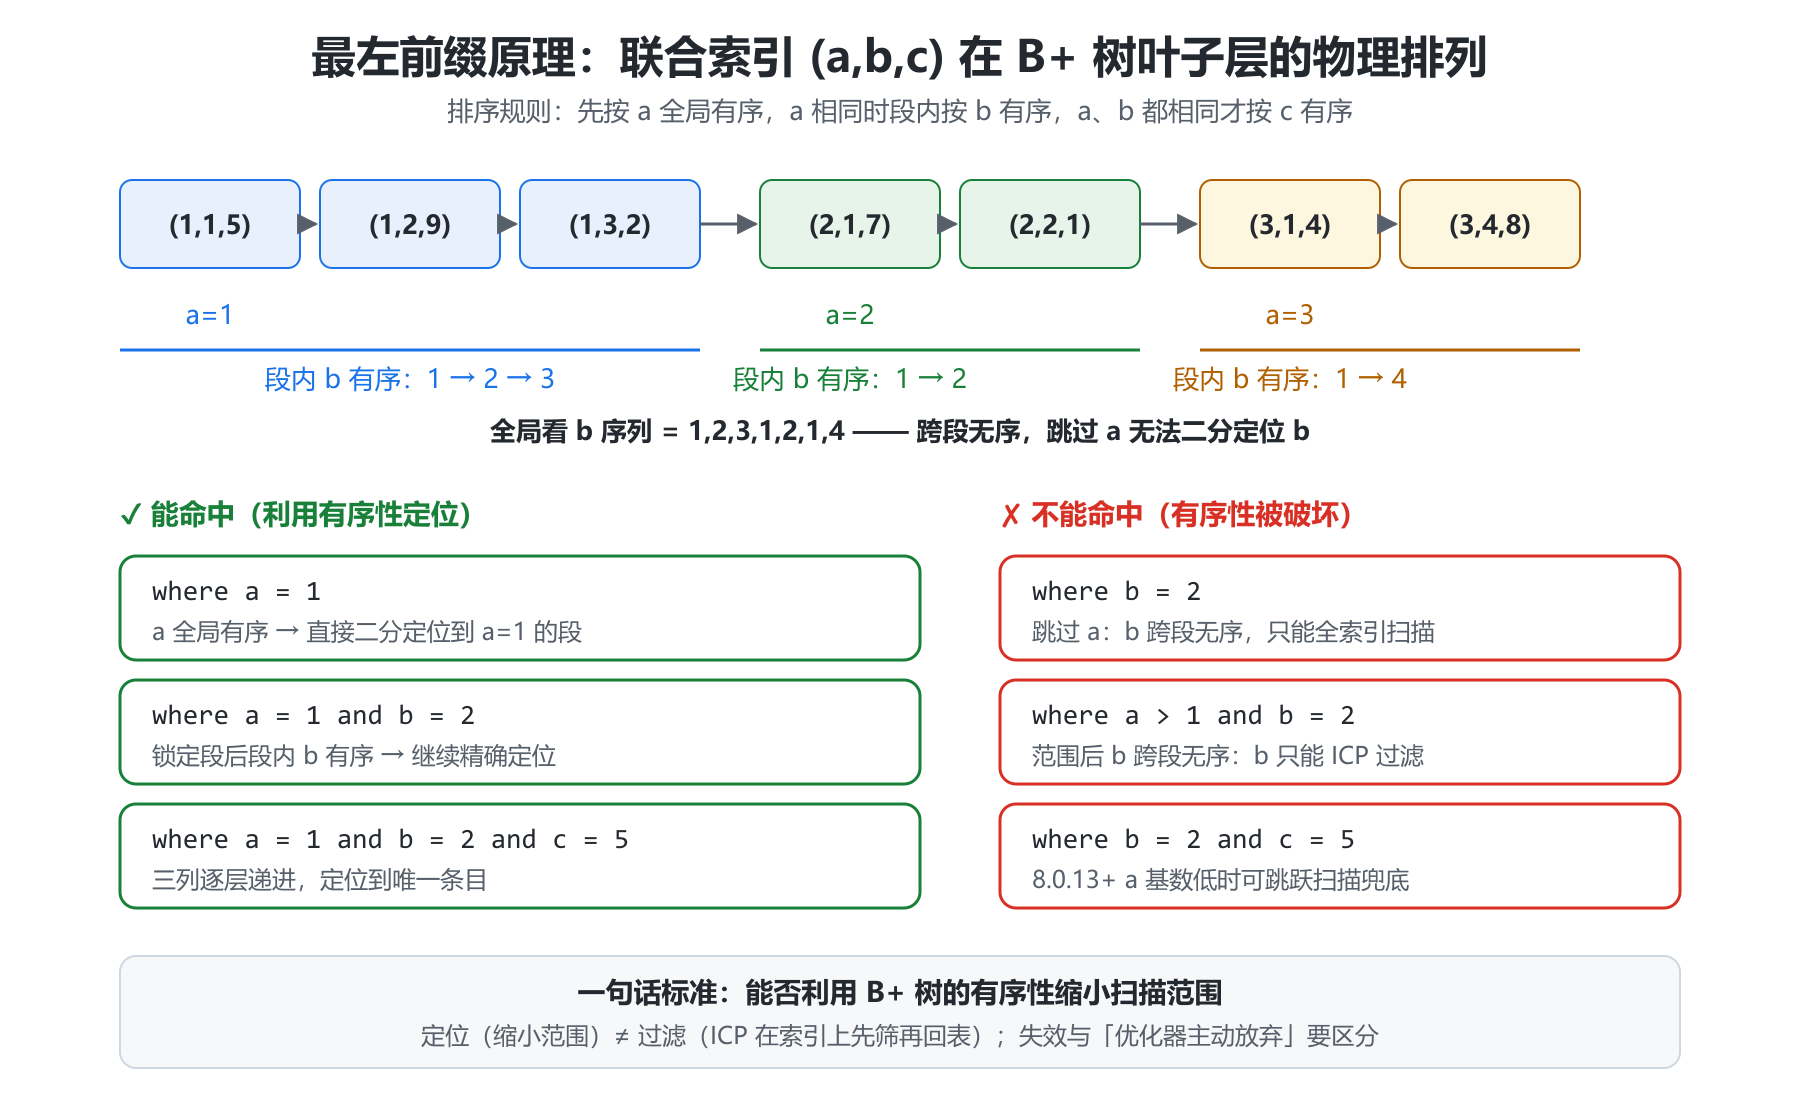 最左前缀原理：联合索引 (a,b,c) 在 B+ 树叶子层的物理排列
排序规则：先按 a 全局有序，a 相同时段内按 b 有序，a、b 都相同才按 c 有序
(1,1,5) (1,2,9) (1,3,2) (2,1,7) (2,2,1) (3,1,4) (3,4,8)
a=1 a=2 a=3
段内 b 有序：1 → 2 → 3 段内 b 有序：1 → 2 段内 b 有序：1 → 4
全局看 b 序列 = 1,2,3,1,2,1,4 —— 跨段无序，跳过 a 无法二分定位 b
✓ 能命中（利用有序性定位）
where a = 1
a 全局有序 → 直接二分定位到 a=1 的段
where a = 1 and b = 2
锁定段后段内 b 有序 → 继续精确定位
where a = 1 and b = 2 and c = 5
三列逐层递进，定位到唯一条目
✗ 不能命中（有序性被破坏）
where b = 2
跳过 a：b 跨段无序，只能全索引扫描
where a > 1 and b = 2
范围后 b 跨段无序：b 只能 ICP 过滤
where b = 2 and c = 5
8.0.13+ a 基数低时可跳跃扫描兜底
一句话标准：能否利用 B+ 树的有序性缩小扫描范围
定位（缩小范围）≠ 过滤（ICP 在索引上先筛再回表）；失效与「优化器主动放弃」要区分